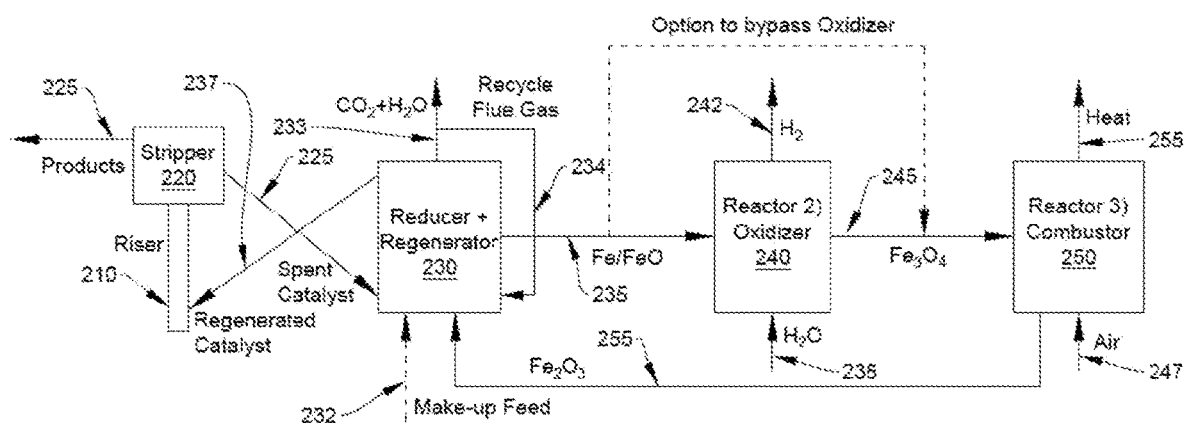 Option to bypass Oxidizer
225
237
CO₂+H₂O
233
Recycle
Flue Gas
242
H₂
Heat
255
Products
Stripper
220
225
234
245
Reducer +
Regenerator
230
Reactor 2)
Oxidizer
240
Reactor 3)
Combustor
250
Riser
210
Spent
Catalyst
Fe/FeO
235
Fe₃O₄
Regenerated
Catalyst
Fe₂O₃
255
H₂O
238
Air
247
232
Make-up Feed